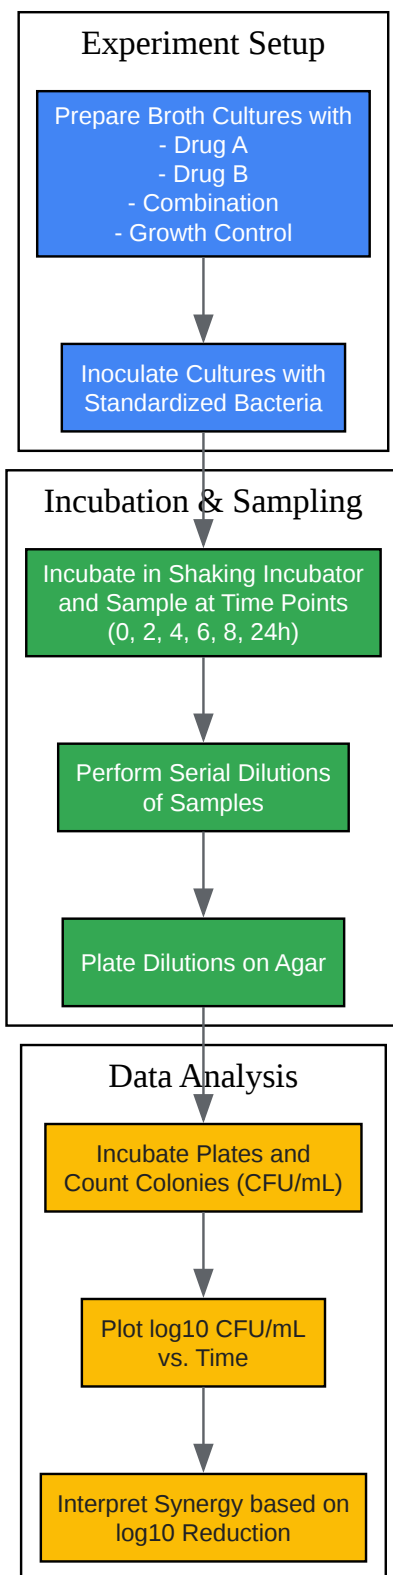 Experiment Setup
Prepare Broth Cultures with
- Drug A
- Drug B
- Combination
- Growth Control
Inoculate Cultures with
Standardized Bacteria
Incubation & Sampling
Incubate in Shaking Incubator
and Sample at Time Points
(0, 2, 4, 6, 8, 24h)
Perform Serial Dilutions
of Samples
Plate Dilutions on Agar
Data Analysis
Incubate Plates and
Count Colonies (CFU/mL)
Plot log10 CFU/mL
vs. Time
Interpret Synergy based on
log10 Reduction